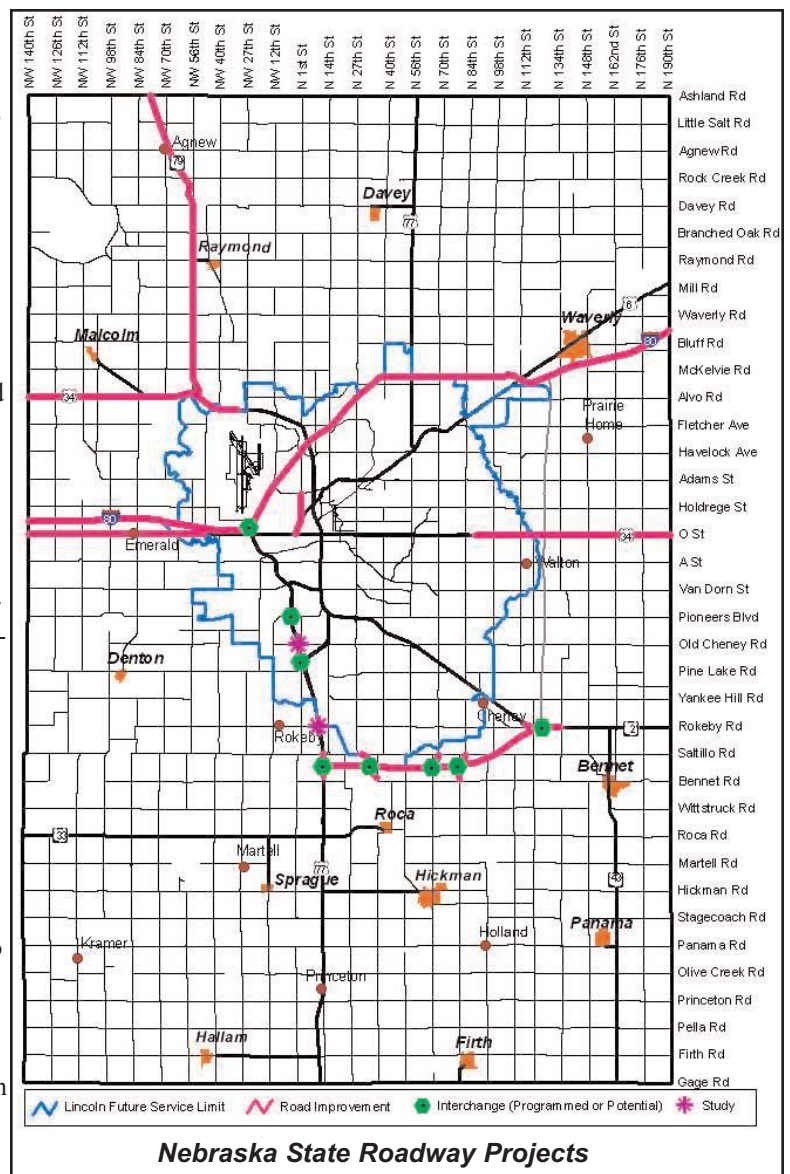 NW 140th St
NW 126th St
NW 112th St
NW 98th St
NW 84th St
NW 70th St
NW 56th St
NW 40th St
NW 27th St
NW 12th St
N 1st St
N 14th St
N 27th St
N 40th St
N 56th St
N 70th St
N 84th St
N 98th St
N 112th St
N 134th St
N 148th St
N 162nd St
N 176th St
N 190th St
Ashland Rd
Little Salt Rd
Agnew
Agnew Rd
79
Rock Creek Rd
Davey
Davey Rd
77
Branched Oak Rd
Raymond
Raymond Rd
Mill Rd
6
Waverly
Waverly Rd
80
Bluff Rd
Malcolm
McKelvie Rd
34
Alvo Rd
Prairie
Home
Fletcher Ave
Havelock Ave
Adams St
Holdrege St
80
34
O St
Emerald
Walton
A St
Van Dorn St
Pioneers Blvd
Old Cheney Rd
Denton
Pine Lake Rd
Yankee Hill Rd
Cheney
Rokeby
2
Rokeby Rd
Saltillo Rd
Bennet
Bennet Rd
Wittstruck Rd
Roca
33
Roca Rd
Martell
77
Martell Rd
Sprague
Hickman
43
Hickman Rd
Stagecoach Rd
Panama
Holland
Kramer
Panama Rd
Olive Creek Rd
Princeton
Princeton Rd
Pella Rd
Hallam
Firth
Firth Rd
Gage Rd
Lincoln Future Service Limit
Road Improvement
Interchange (Programmed or Potential)
Study
Nebraska State Roadway Projects